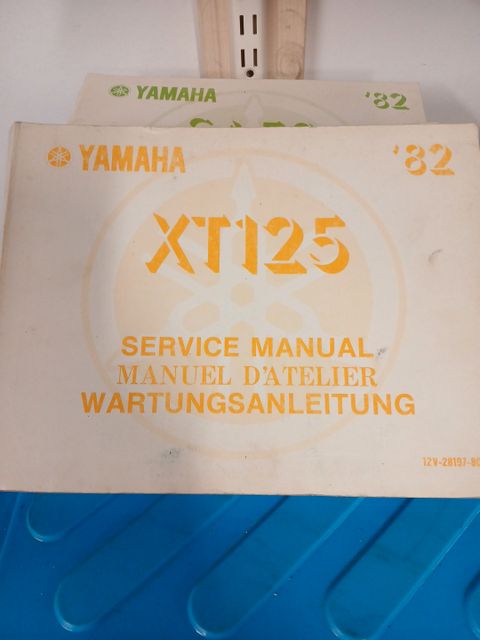 YAMAHA '82
YAMAHA '82
XT125
SERVICE MANUAL
MANUEL D'ATELIER
WARTUNGSANLEITUNG